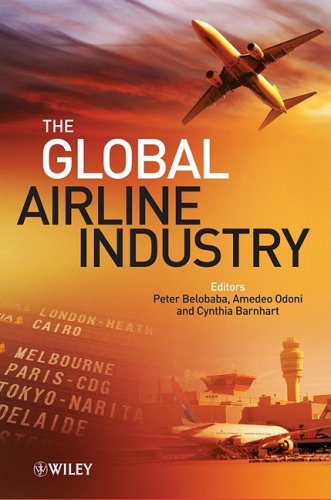 THE
GLOBAL
AIRLINE
INDUSTRY
Editors
Peter Belobaba, Amedeo Odoni
and Cynthia Barnhart
LONDON-HEATH
CAIRO
MELBOURNE
PARIS-CDG
TOKYO-NARITA
ADELAIDE
WILEY